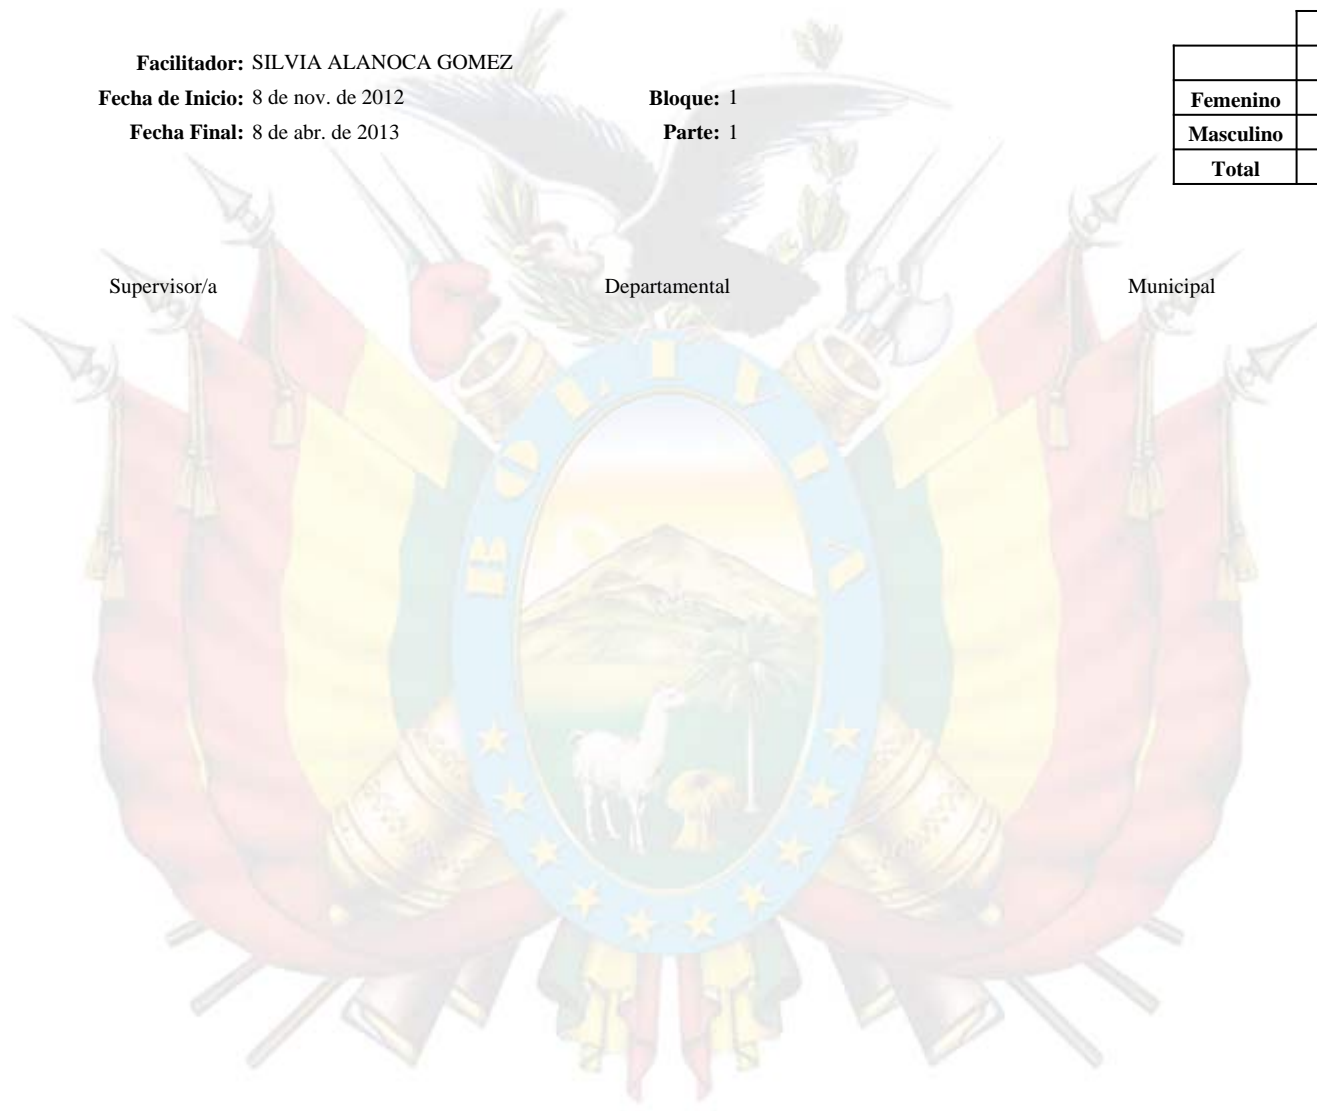 Facilitador: SILVIA ALANOCA GOMEZ
Fecha de Inicio: 8 de nov. de 2012 Bloque: 1
Femenino
Fecha Final: 8 de abr. de 2013 Parte: 1
Masculino
Total
Supervisor/a Departamental Municipal
BOLIVIA